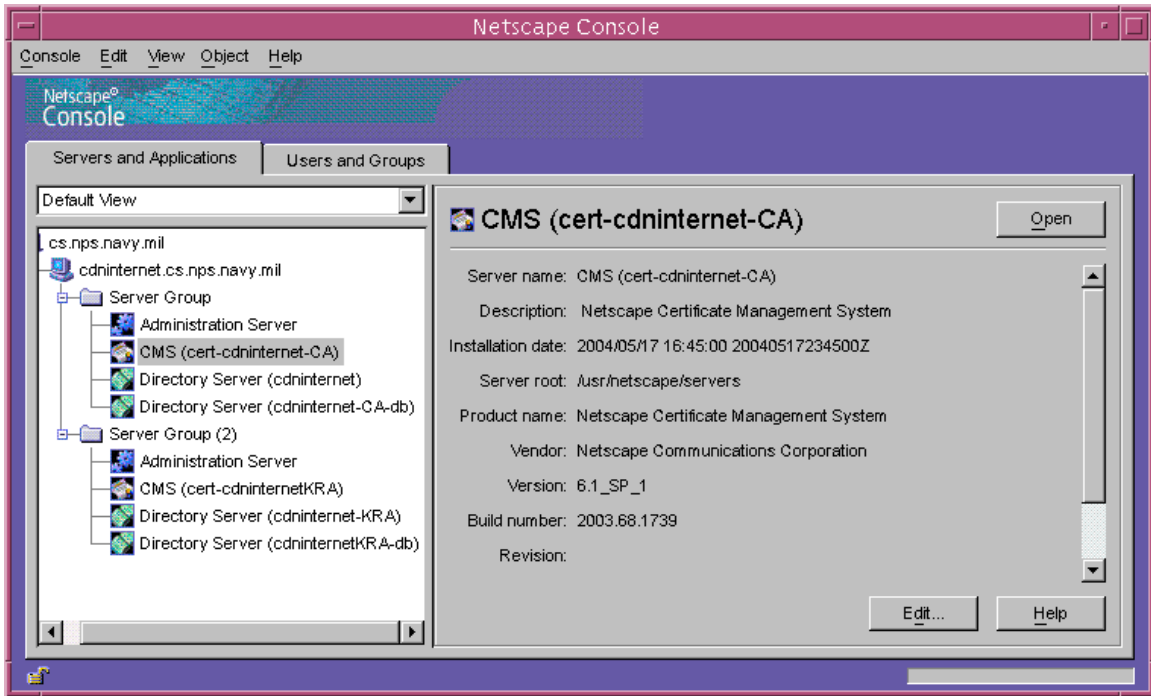 Netscape Console
Console Edit View Object Help
Netscape®
Console
Servers and Applications
Users and Groups
Default View
cs.nps.navy.mil
cdninternet.cs.nps.navy.mil
Server Group
Administration Server
CMS (cert-cdninternet-CA)
Directory Server (cdninternet)
Directory Server (cdninternet-CA-db)
Server Group (2)
Administration Server
CMS (cert-cdninternetKRA)
Directory Server (cdninternet-KRA)
Directory Server (cdninternetKRA-db)
CMS (cert-cdninternet-CA)
Open
Server name: CMS (cert-cdninternet-CA)
Description: Netscape Certificate Management System
Installation date: 2004/05/17 16:45:00 20040517234500Z
Server root: /usr/netscape/servers
Product name: Netscape Certificate Management System
Vendor: Netscape Communications Corporation
Version: 6.1_SP_1
Build number: 2003.68.1739
Revision:
Edit...
Help